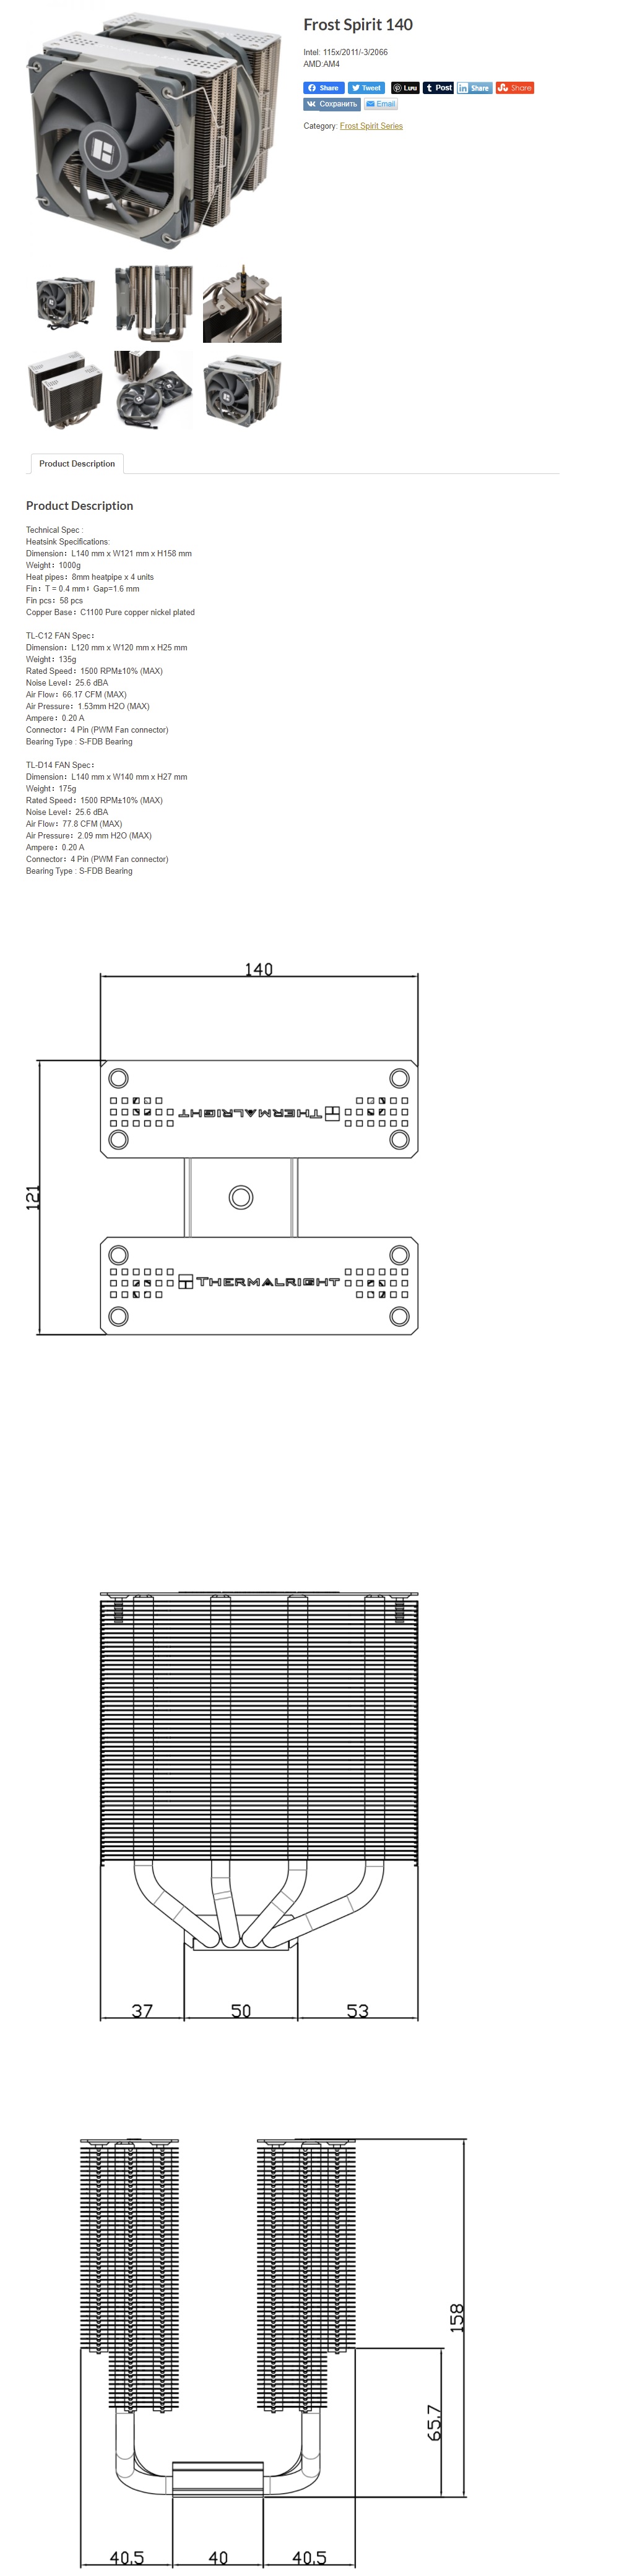 Frost Spirit 140
Intel: 115x/2011/-3/2066
AMD:AM4
Share
Tweet
Lưu
Post
Share
Share
Сохранить
Email
Category: Frost Spirit Series
Product Description
Product Description
Technical Spec :
Heatsink Specifications:
Dimension：L140 mm x W121 mm x H158 mm
Weight：1000g
Heat pipes：8mm heatpipe x 4 units
Fin：T = 0.4 mm；Gap=1.6 mm
Fin pcs：58 pcs
Copper Base：C1100 Pure copper nickel plated
TL-C12 FAN Spec：
Dimension：L120 mm x W120 mm x H25 mm
Weight：135g
Rated Speed：1500 RPM±10% (MAX)
Noise Level：25.6 dBA
Air Flow：66.17 CFM (MAX)
Air Pressure：1.53mm H2O (MAX)
Ampere：0.20 A
Connector：4 Pin (PWM Fan connector)
Bearing Type : S-FDB Bearing
TL-D14 FAN Spec：
Dimension：L140 mm x W140 mm x H27 mm
Weight：175g
Rated Speed：1500 RPM±10% (MAX)
Noise Level：25.6 dBA
Air Flow：77.8 CFM (MAX)
Air Pressure：2.09 mm H2O (MAX)
Ampere：0.20 A
Connector：4 Pin (PWM Fan connector)
Bearing Type : S-FDB Bearing
140
THERMALRIGHT
121
THERMALRIGHT
37
50
53
158
65.7
40.5
40
40.5